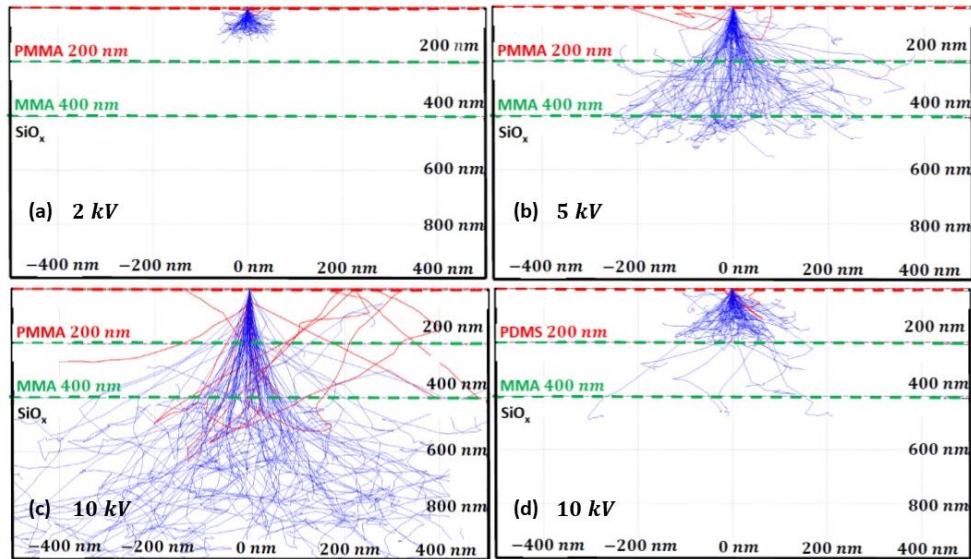 PMMA 200 nm 200 nm
MMA 400 nm 400 nm
SiOx
600 nm
(a) 2 kV 800 nm
−400 nm −200 nm 0 nm 200 nm 400 nm
PMMA 200 nm 200 nm
MMA 400 nm 400 nm
SiOx
600 nm
(b) 5 kV 800 nm
−400 nm −200 nm 0 nm 200 nm 400 nm
PMMA 200 nm 200 nm
MMA 400 nm 400 nm
SiOx
600 nm
(c) 10 kV 800 nm
−400 nm −200 nm 0 nm 200 nm 400 nm
PDMS 200 nm 200 nm
MMA 400 nm 400 nm
SiOx
600 nm
(d) 10 kV 800 nm
−400 nm −200 nm 0 nm 200 nm 400 nm